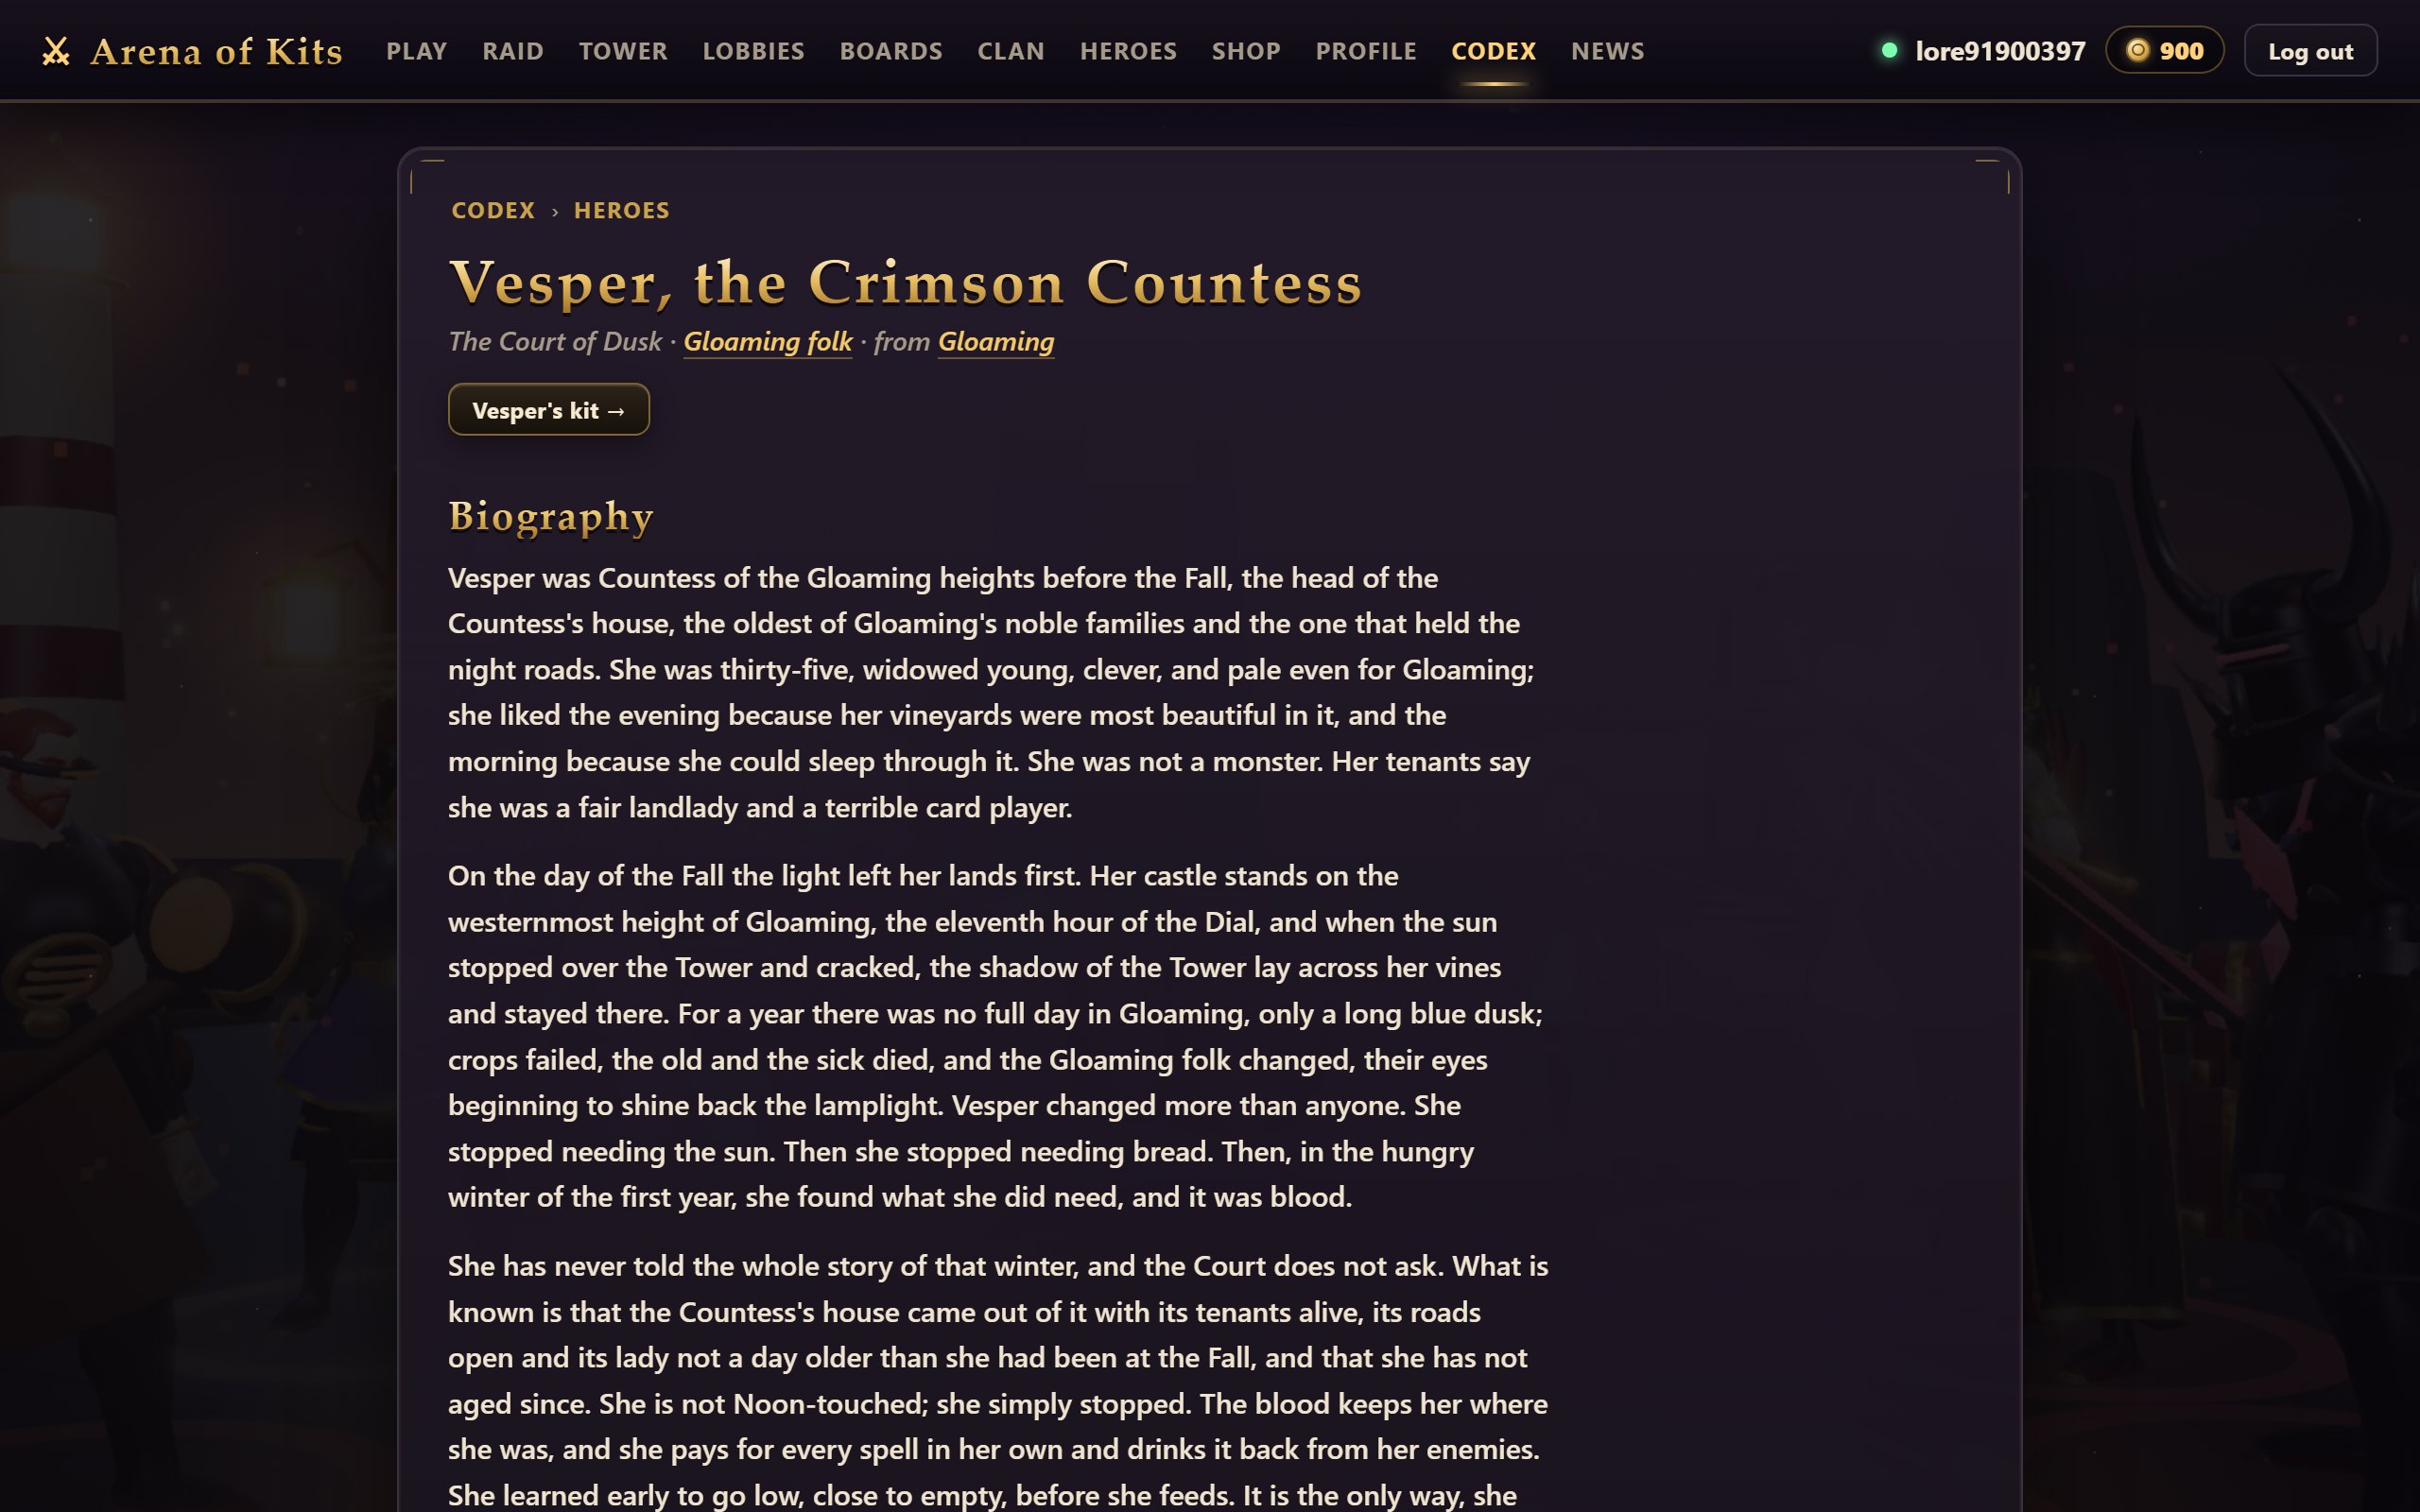 Arena of Kits PLAY RAID TOWER LOBBIES BOARDS CLAN HEROES SHOP PROFILE CODEX NEWS lore91900397 900 Log out
CODEX › HEROES
Vesper, the Crimson Countess
The Court of Dusk · Gloaming folk · from Gloaming
Vesper's kit →
Biography
Vesper was Countess of the Gloaming heights before the Fall, the head of the
Countess's house, the oldest of Gloaming's noble families and the one that held the
night roads. She was thirty-five, widowed young, clever, and pale even for Gloaming;
she liked the evening because her vineyards were most beautiful in it, and the
morning because she could sleep through it. She was not a monster. Her tenants say
she was a fair landlady and a terrible card player.
On the day of the Fall the light left her lands first. Her castle stands on the
westernmost height of Gloaming, the eleventh hour of the Dial, and when the sun
stopped over the Tower and cracked, the shadow of the Tower lay across her vines
and stayed there. For a year there was no full day in Gloaming, only a long blue dusk;
crops failed, the old and the sick died, and the Gloaming folk changed, their eyes
beginning to shine back the lamplight. Vesper changed more than anyone. She
stopped needing the sun. Then she stopped needing bread. Then, in the hungry
winter of the first year, she found what she did need, and it was blood.
She has never told the whole story of that winter, and the Court does not ask. What is
known is that the Countess's house came out of it with its tenants alive, its roads
open and its lady not a day older than she had been at the Fall, and that she has not
aged since. She is not Noon-touched; she simply stopped. The blood keeps her where
she was, and she pays for every spell in her own and drinks it back from her enemies.
She learned early to go low, close to empty, before she feeds. It is the only way, she